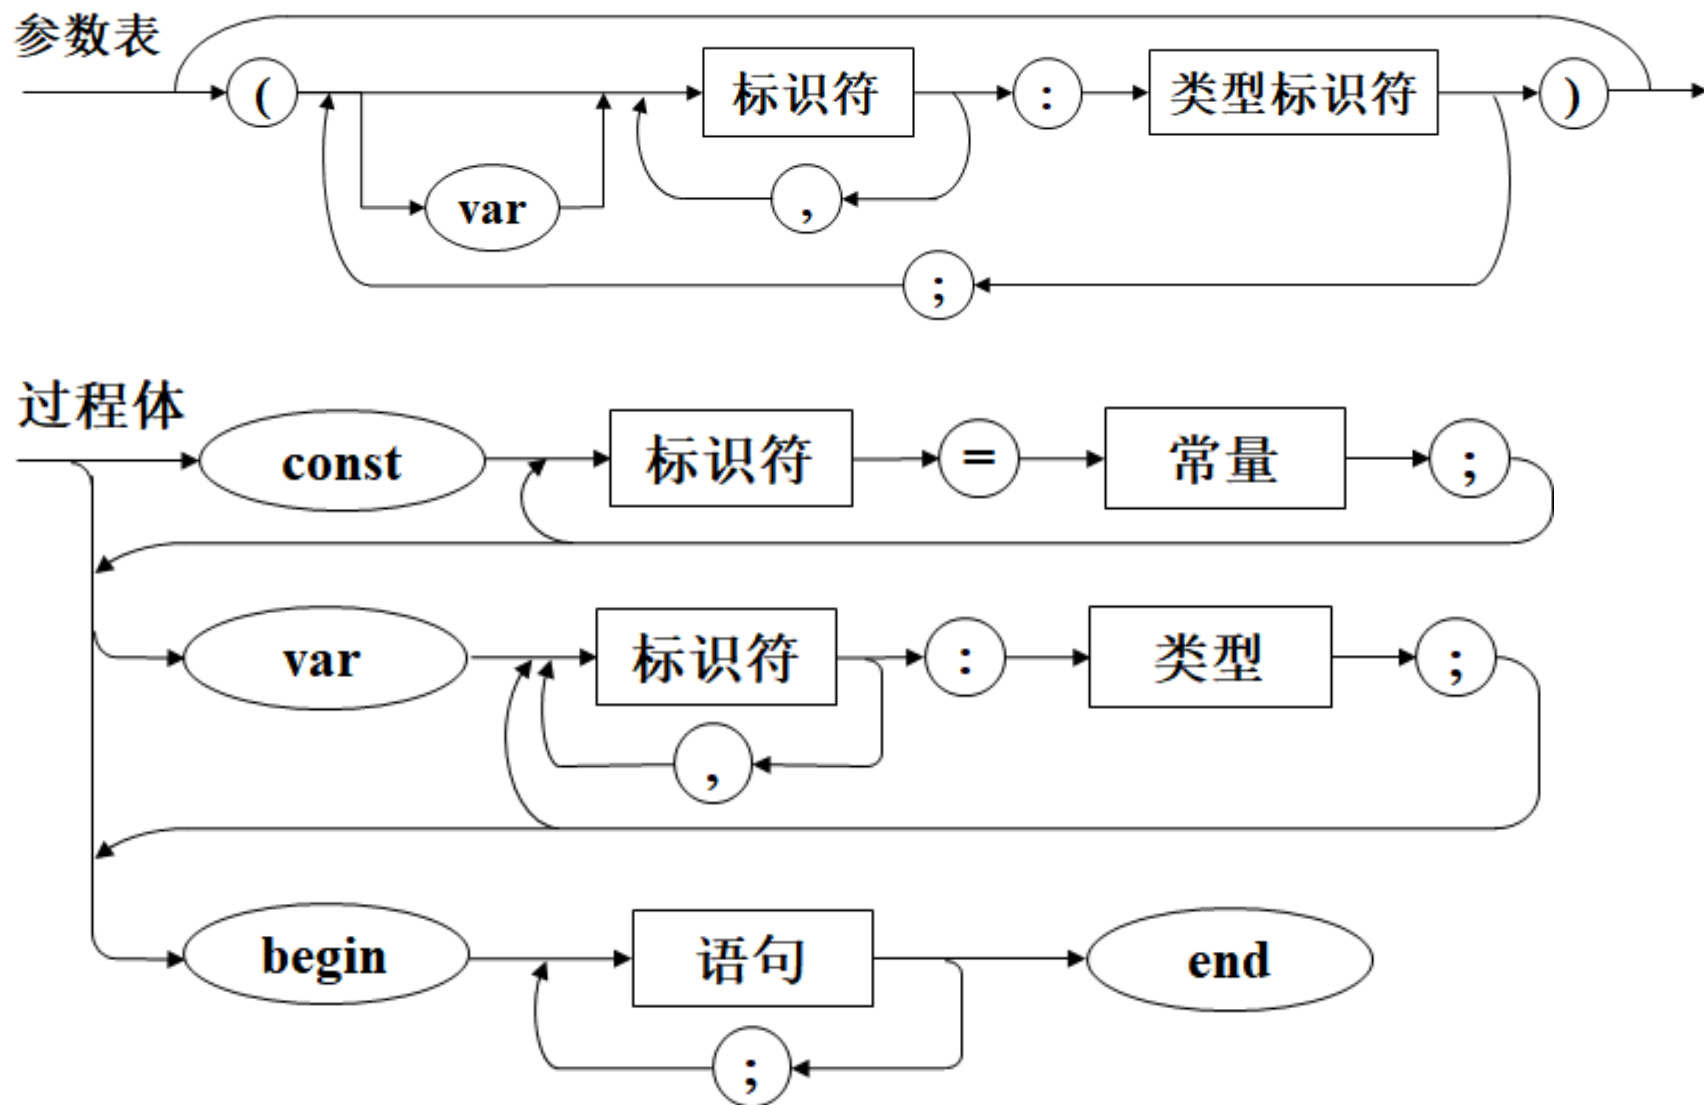 参数表
( 标识符 : 类型标识符 )
var ,
;
过程体
const 标识符 = 常量 ;
var 标识符 : 类型 ;
,
begin 语句 end
;